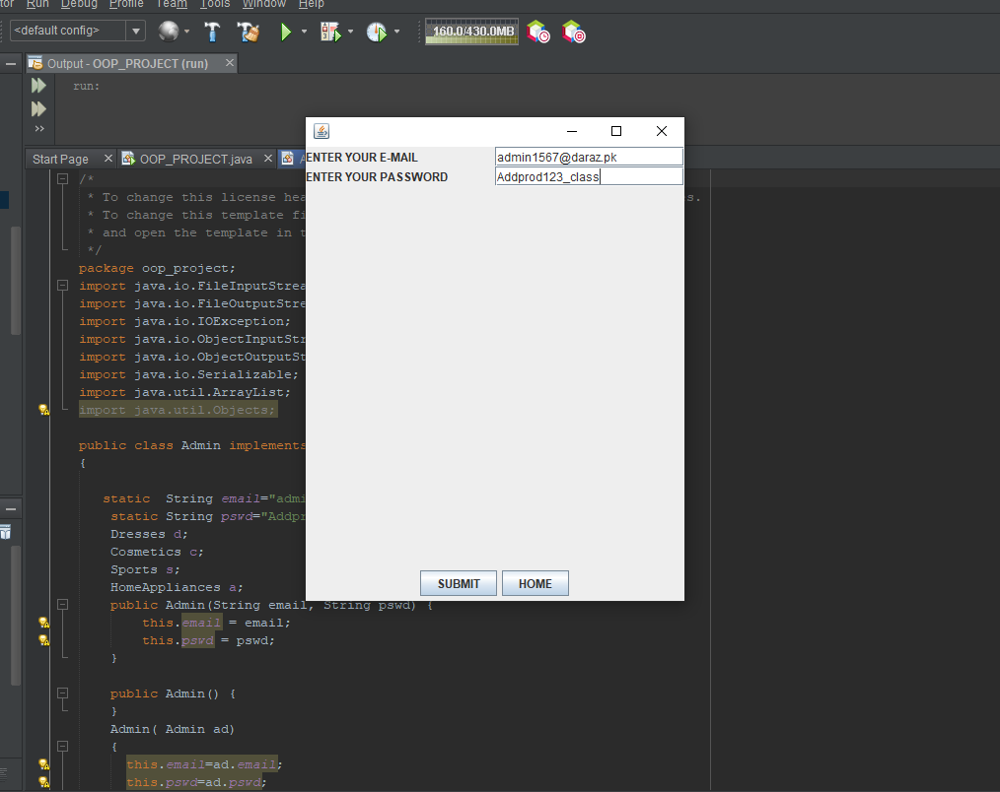 tor Run Debug Profile Team Tools Window Help
<default config> 160.0/430.0MB
Output - OOP_PROJECT (run)
run:
Start Page OOP_PROJECT.java
ENTER YOUR E-MAIL admin1567@daraz.pk
ENTER YOUR PASSWORD Addprod123_class
/*
* To change this license hea s.
* To change this template fi
* and open the template in t
*/
package oop_project;
import java.io.FileInputStrea
import java.io.FileOutputStre
import java.io.IOException;
import java.io.ObjectInputStr
import java.io.ObjectOutputSt
import java.io.Serializable;
import java.util.ArrayList;
import java.util.Objects;
public class Admin implements
{
static String email="admi
static String pswd="Addpr
Dresses d;
Cosmetics c;
Sports s;
HomeAppliances a;
public Admin(String email, String pswd) {
this.email = email;
this.pswd = pswd;
}
public Admin() {
}
Admin( Admin ad)
{
this.email=ad.email;
this.pswd=ad.pswd;
SUBMIT HOME